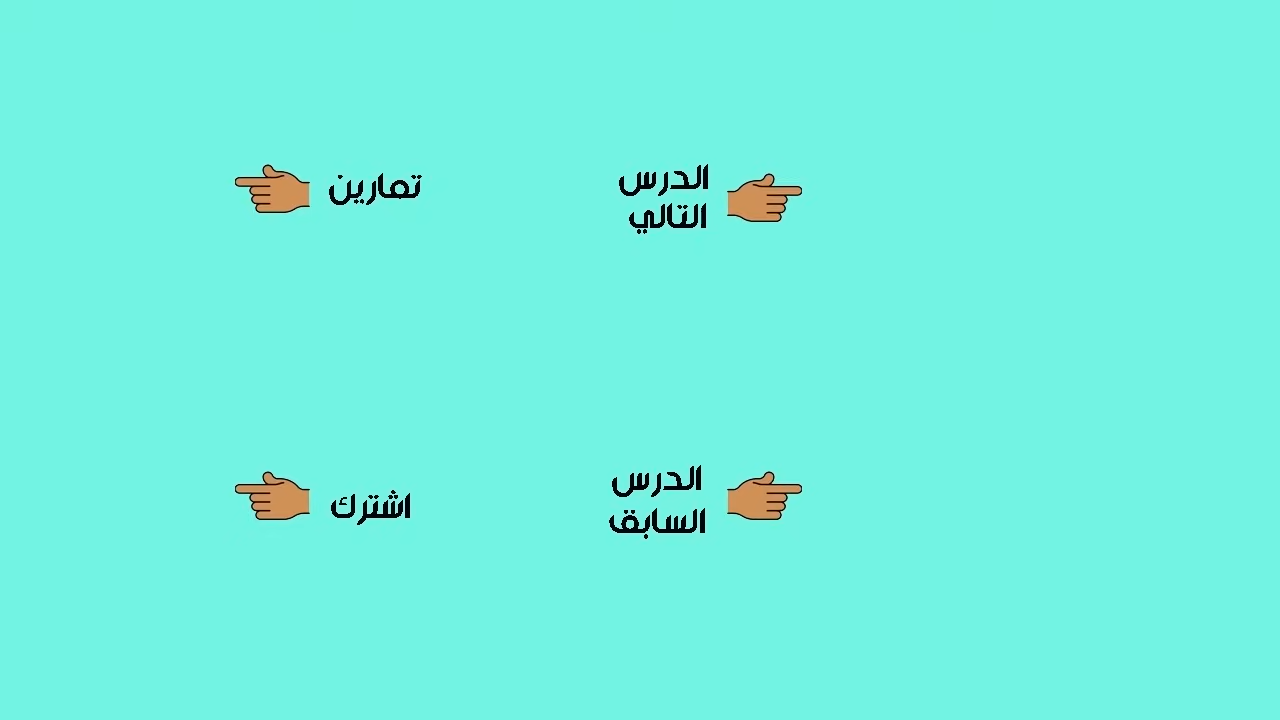 الدرس
التالي
تمارين
الدرس
السابق
اشترك